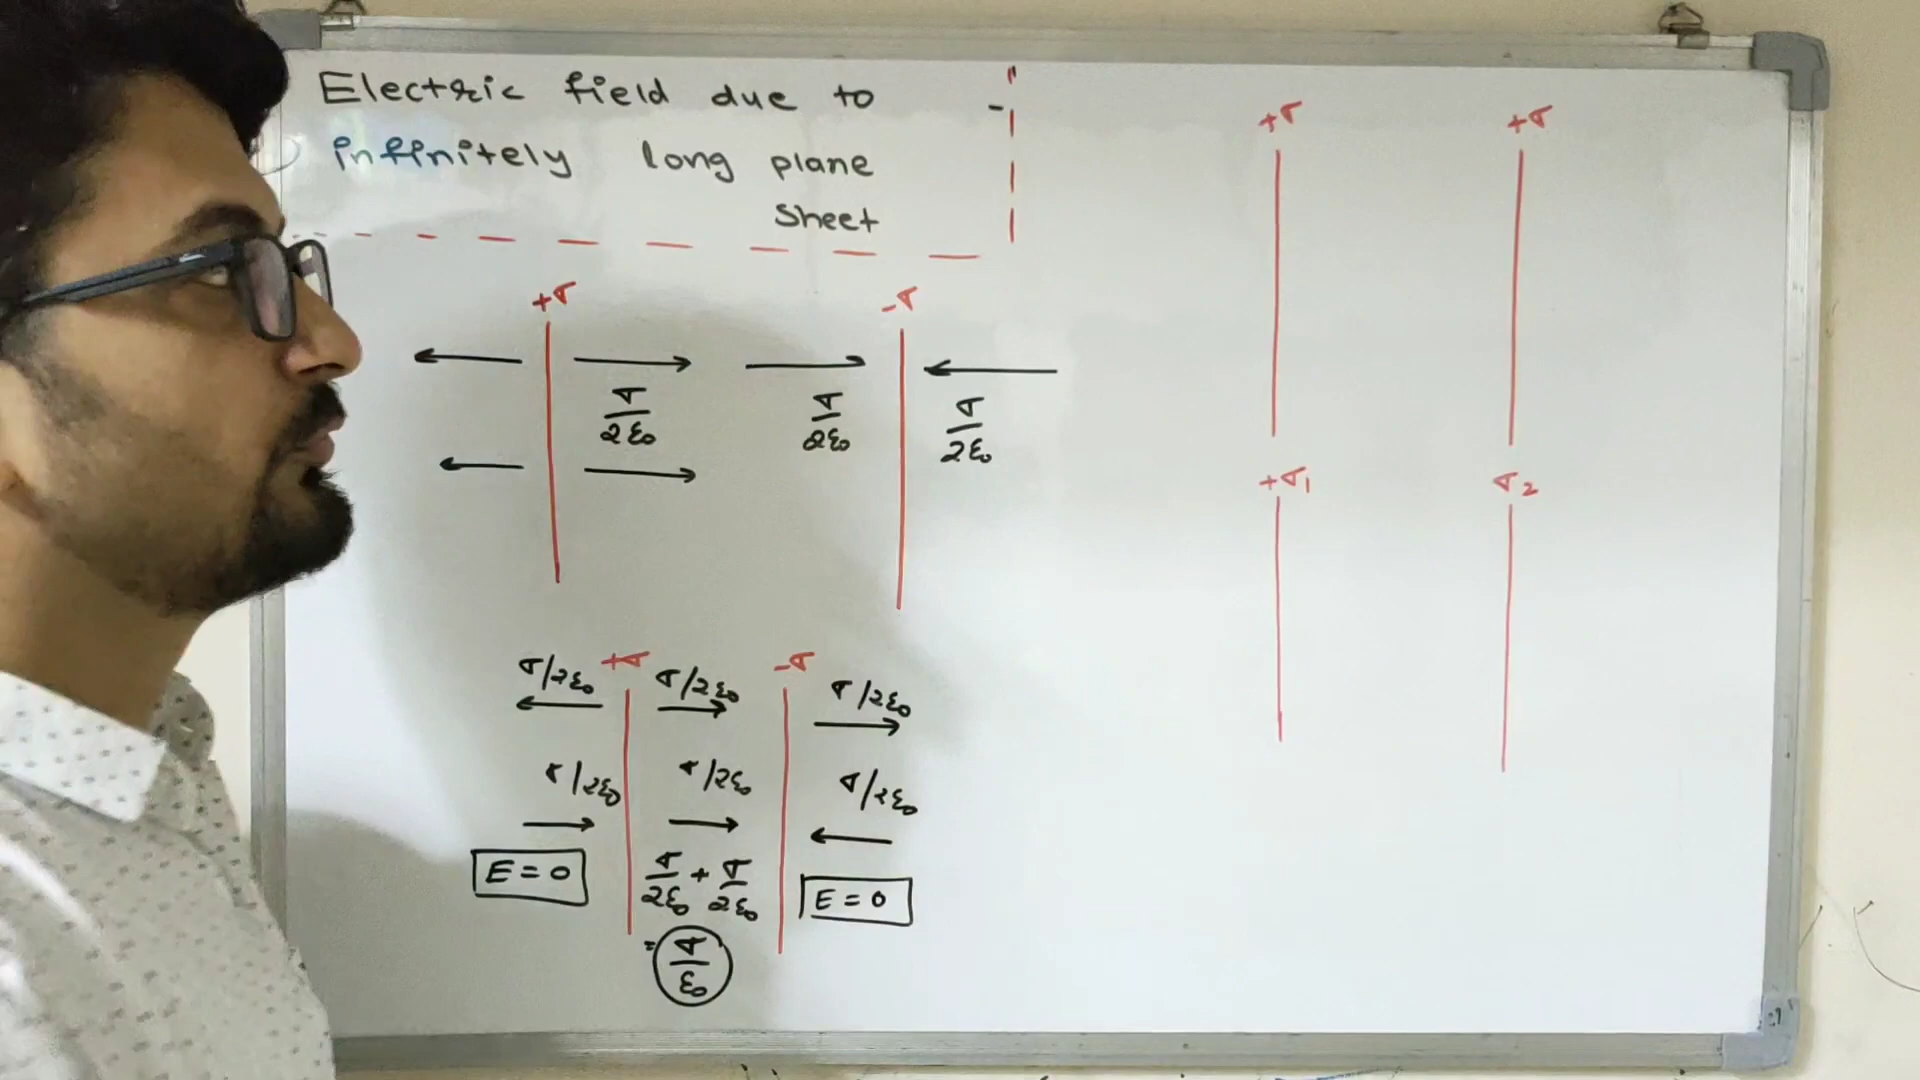 Electric field due to
infinitely long plane
Sheet
+σ
-σ
σ/2ε₀
σ/2ε₀
σ/2ε₀
σ/2ε₀ +σ σ/2ε₀ -σ σ/2ε₀
σ/2ε₀ σ/2ε₀ σ/2ε₀
E = 0
σ/2ε₀ + σ/2ε₀
= σ/ε₀
E = 0
+σ +σ
+σ₁ σ₂